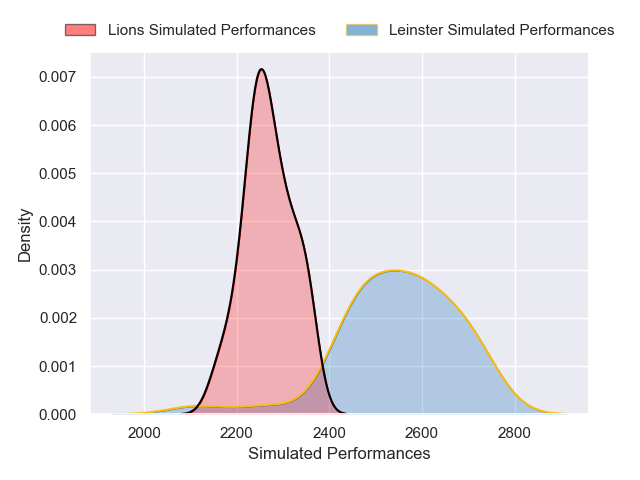 Lions Simulated Performances
Leinster Simulated Performances
0.007
0.006
0.005
0.004
0.003
0.002
0.001
0.000
Density
2000 2200 2400 2600 2800
Simulated Performances